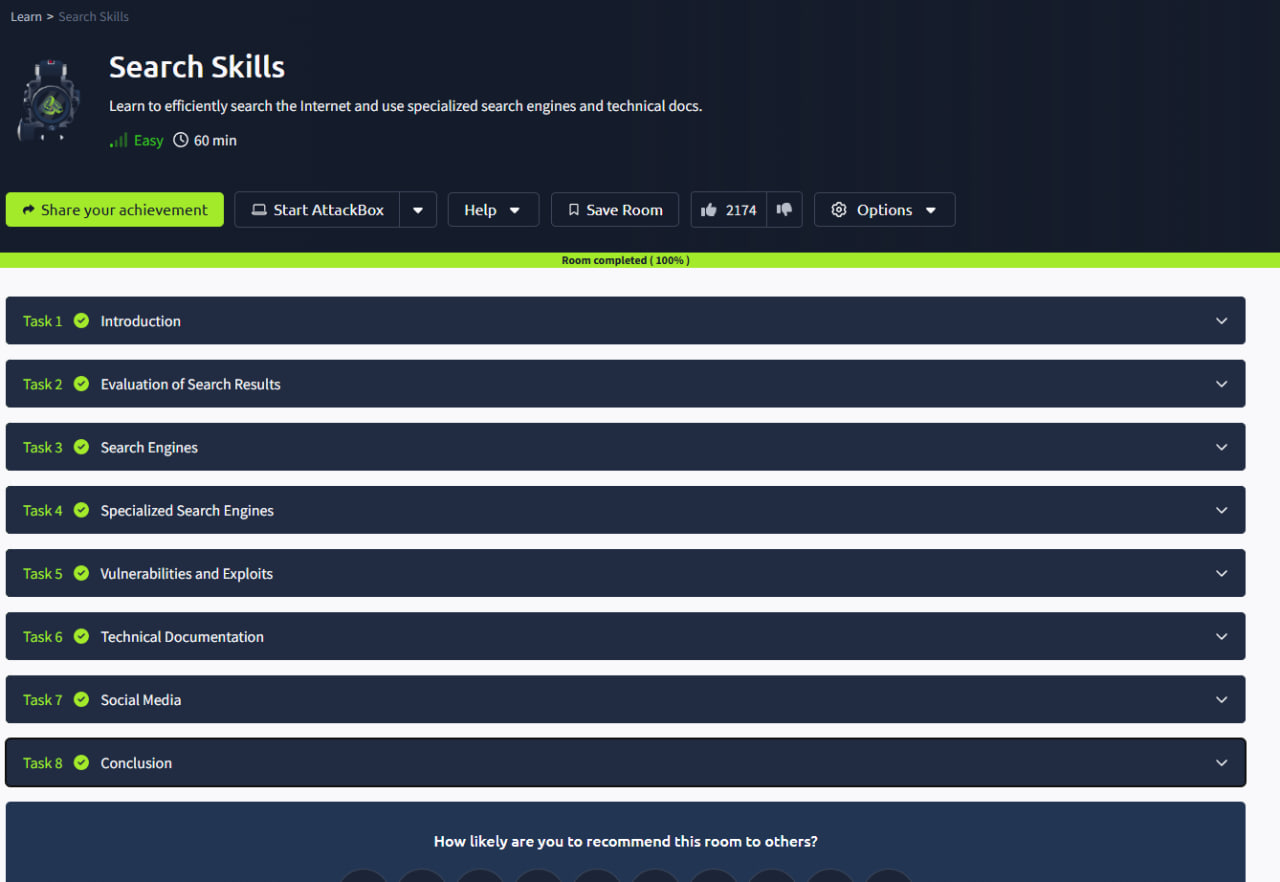 Learn > Search Skills
Search Skills
Learn to efficiently search the Internet and use specialized search engines and technical docs.
Easy 60 min
Share your achievement Start AttackBox Help Save Room 2174 Options
Room completed ( 100% )
Task 1 Introduction
Task 2 Evaluation of Search Results
Task 3 Search Engines
Task 4 Specialized Search Engines
Task 5 Vulnerabilities and Exploits
Task 6 Technical Documentation
Task 7 Social Media
Task 8 Conclusion
How likely are you to recommend this room to others?